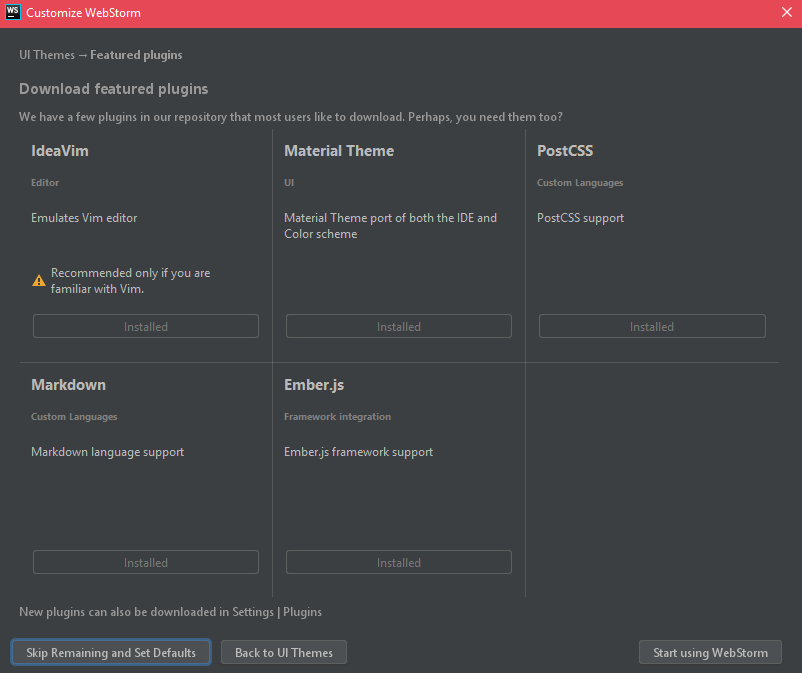 WS Customize WebStorm
UI Themes → Featured plugins
Download featured plugins
We have a few plugins in our repository that most users like to download. Perhaps, you need them too?
IdeaVim
Editor
Emulates Vim editor
Recommended only if you are
familiar with Vim.
Installed
Material Theme
UI
Material Theme port of both the IDE and
Color scheme
Installed
PostCSS
Custom Languages
PostCSS support
Installed
Markdown
Custom Languages
Markdown language support
Installed
Ember.js
Framework integration
Ember.js framework support
Installed
New plugins can also be downloaded in Settings | Plugins
Skip Remaining and Set Defaults
Back to UI Themes
Start using WebStorm